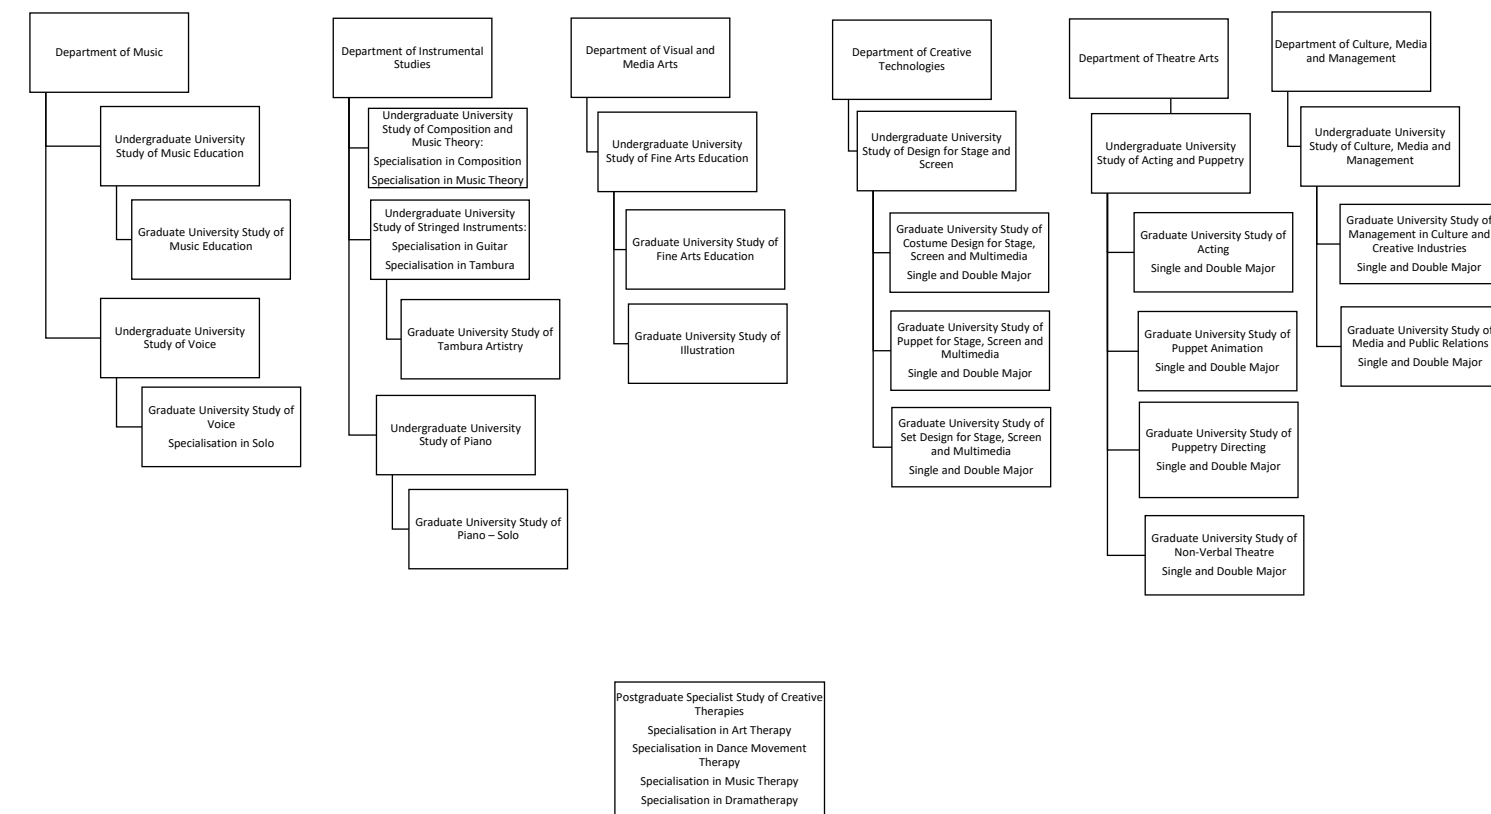 Department of Music
Undergraduate University
Study of Music Education
Graduate University Study of
Music Education
Undergraduate University
Study of Voice
Graduate University Study of
Voice
Specialisation in Solo
Department of Instrumental
Studies
Undergraduate University
Study of Composition and
Music Theory:
Specialisation in Composition
Specialisation in Music Theory
Undergraduate University
Study of Stringed Instruments:
Specialisation in Guitar
Specialisation in Tambura
Graduate University Study of
Tambura Artistry
Undergraduate University
Study of Piano
Graduate University Study of
Piano – Solo
Department of Visual and
Media Arts
Undergraduate University
Study of Fine Arts Education
Graduate University Study of
Fine Arts Education
Graduate University Study of
Illustration
Department of Creative
Technologies
Undergraduate University
Study of Design for Stage and
Screen
Graduate University Study of
Costume Design for Stage,
Screen and Multimedia
Single and Double Major
Graduate University Study of
Puppet for Stage, Screen and
Multimedia
Single and Double Major
Graduate University Study of
Set Design for Stage, Screen
and Multimedia
Single and Double Major
Department of Theatre Arts
Undergraduate University
Study of Acting and Puppetry
Graduate University Study of
Acting
Single and Double Major
Graduate University Study of
Puppet Animation
Single and Double Major
Graduate University Study of
Puppetry Directing
Single and Double Major
Graduate University Study of
Non-Verbal Theatre
Single and Double Major
Department of Culture, Media
and Management
Undergraduate University
Study of Culture, Media and
Management
Graduate University Study of
Management in Culture and
Creative Industries
Single and Double Major
Graduate University Study of
Media and Public Relations
Single and Double Major
Postgraduate Specialist Study of Creative
Therapies
Specialisation in Art Therapy
Specialisation in Dance Movement
Therapy
Specialisation in Music Therapy
Specialisation in Dramatherapy